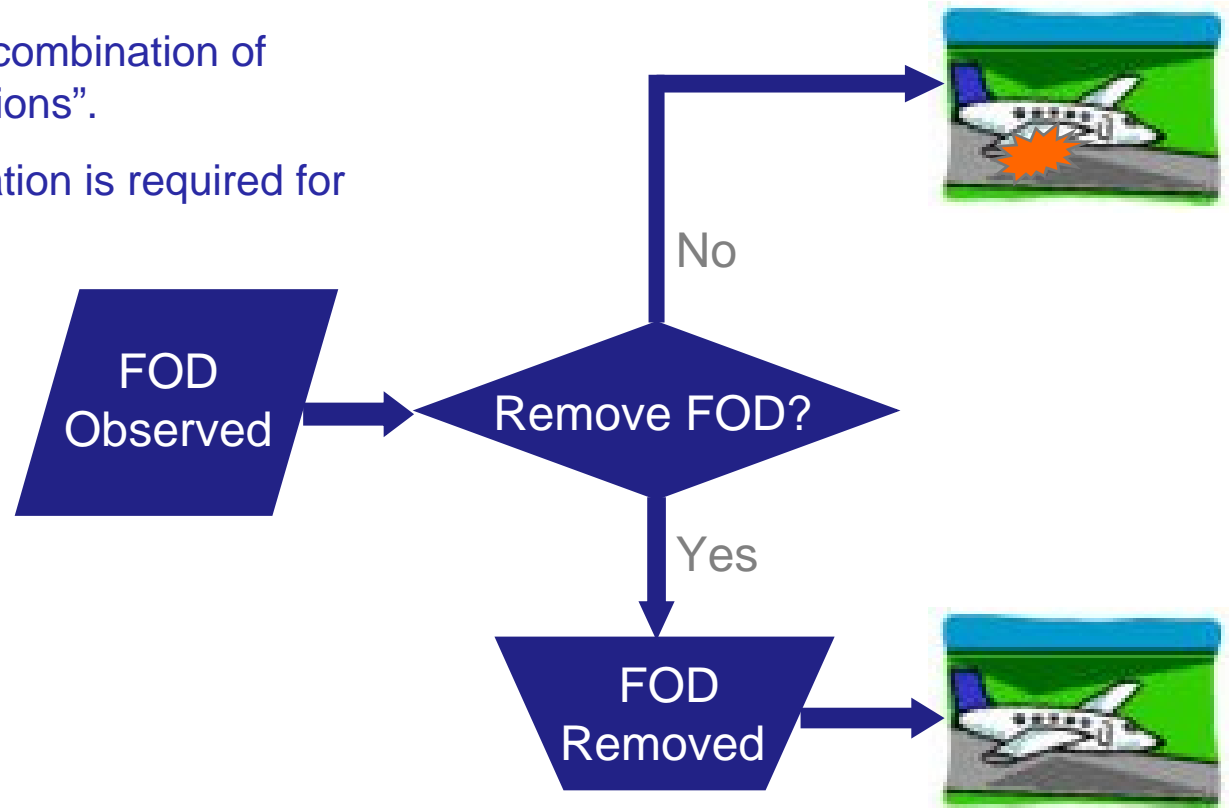 combination of
ions”.
ation is required for
No
FOD
Observed
Remove FOD?
Yes
FOD
Removed